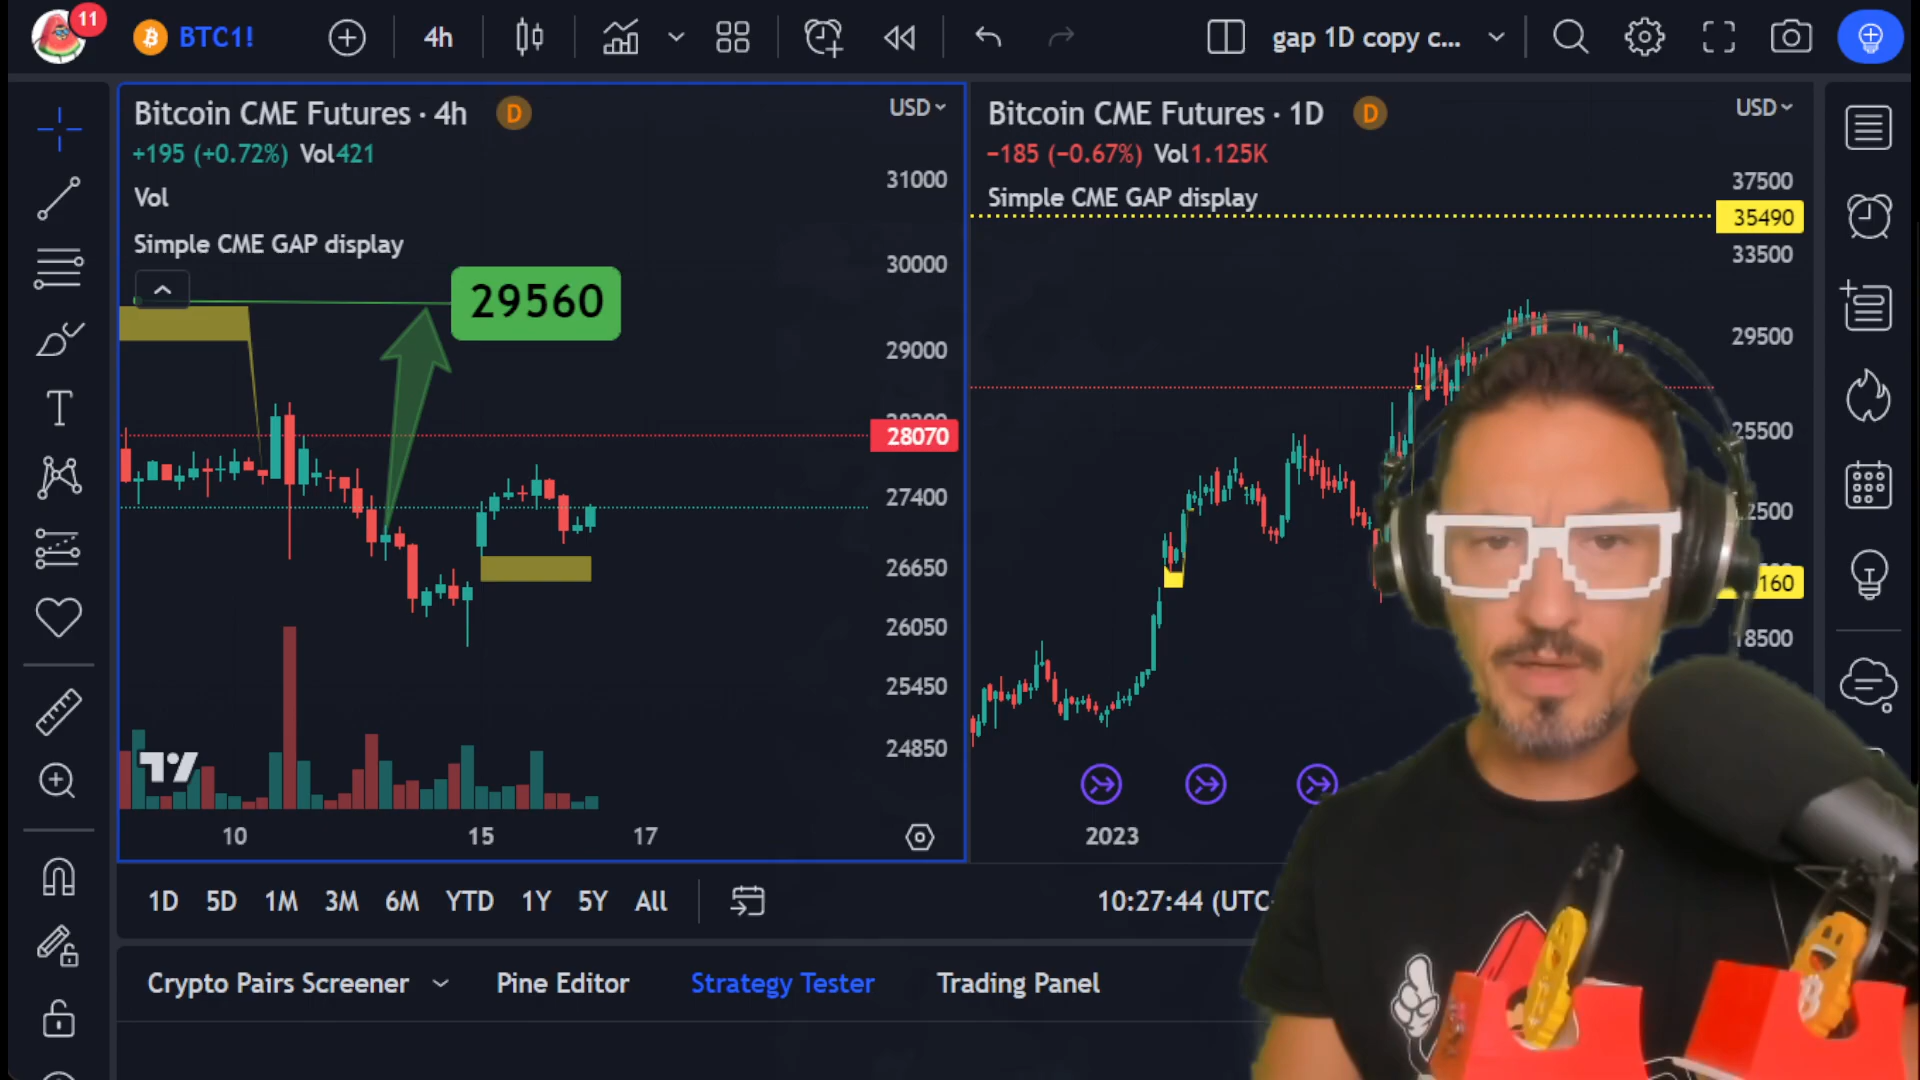 11
BTC1!
4h
gap 1D copy c...
Bitcoin CME Futures · 4h
D
USD
+195 (+0.72%) Vol421
Vol
Simple CME GAP display
29560
31000
30000
29000
28070
27400
26650
26050
25450
24850
10
15
17
Bitcoin CME Futures · 1D
D
USD
−185 (−0.67%) Vol1.125K
Simple CME GAP display
37500
35490
33500
29500
25500
2500
160
18500
2023
1D 5D 1M 3M 6M YTD 1Y 5Y All
10:27:44 (UTC
Crypto Pairs Screener
Pine Editor
Strategy Tester
Trading Panel